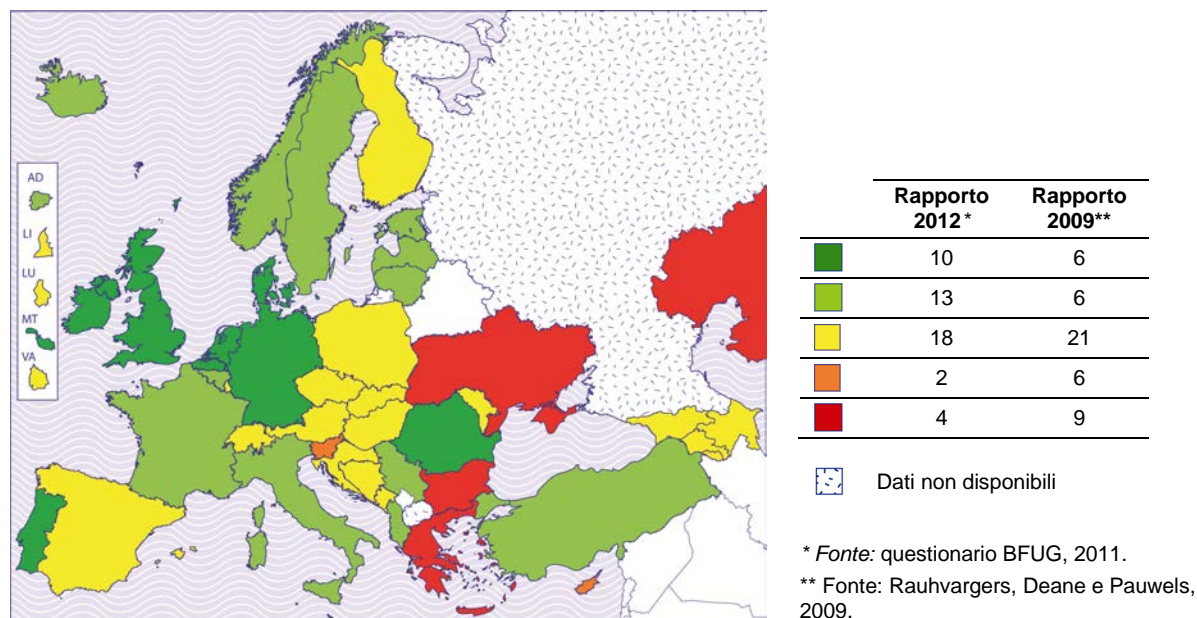 AD
LI
LU
MT
VA
Rapporto Rapporto
2012 * 2009**
10 6
13 6
18 21
2 6
4 9
Dati non disponibili
* Fonte: questionario BFUG, 2011.
** Fonte: Rauhvargers, Deane e Pauwels,
2009.